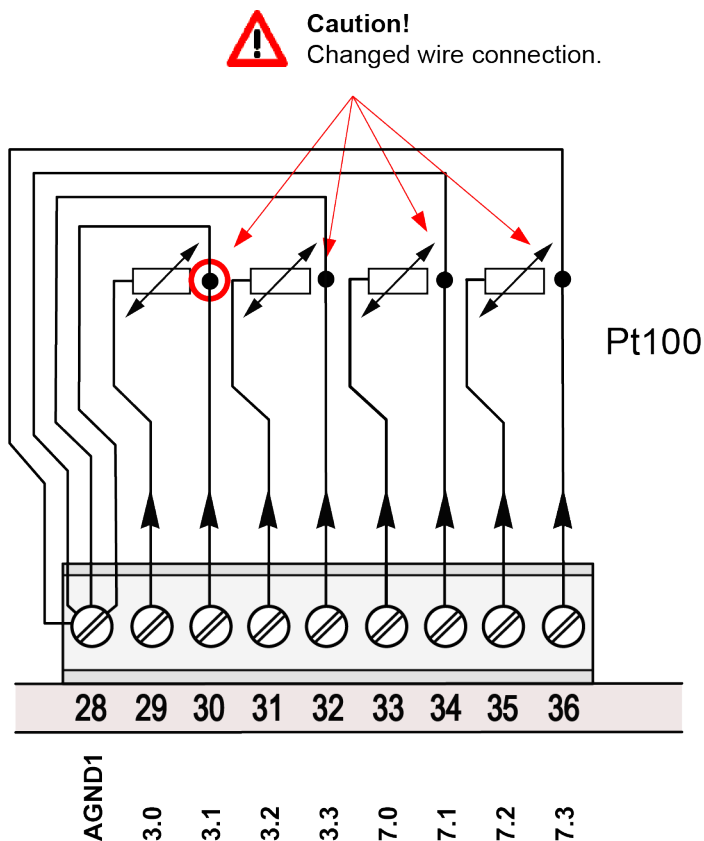 Caution!
Changed wire connection.
Pt100
28 29 30 31 32 33 34 35 36
AGND1 3.0 3.1 3.2 3.3 7.0 7.1 7.2 7.3